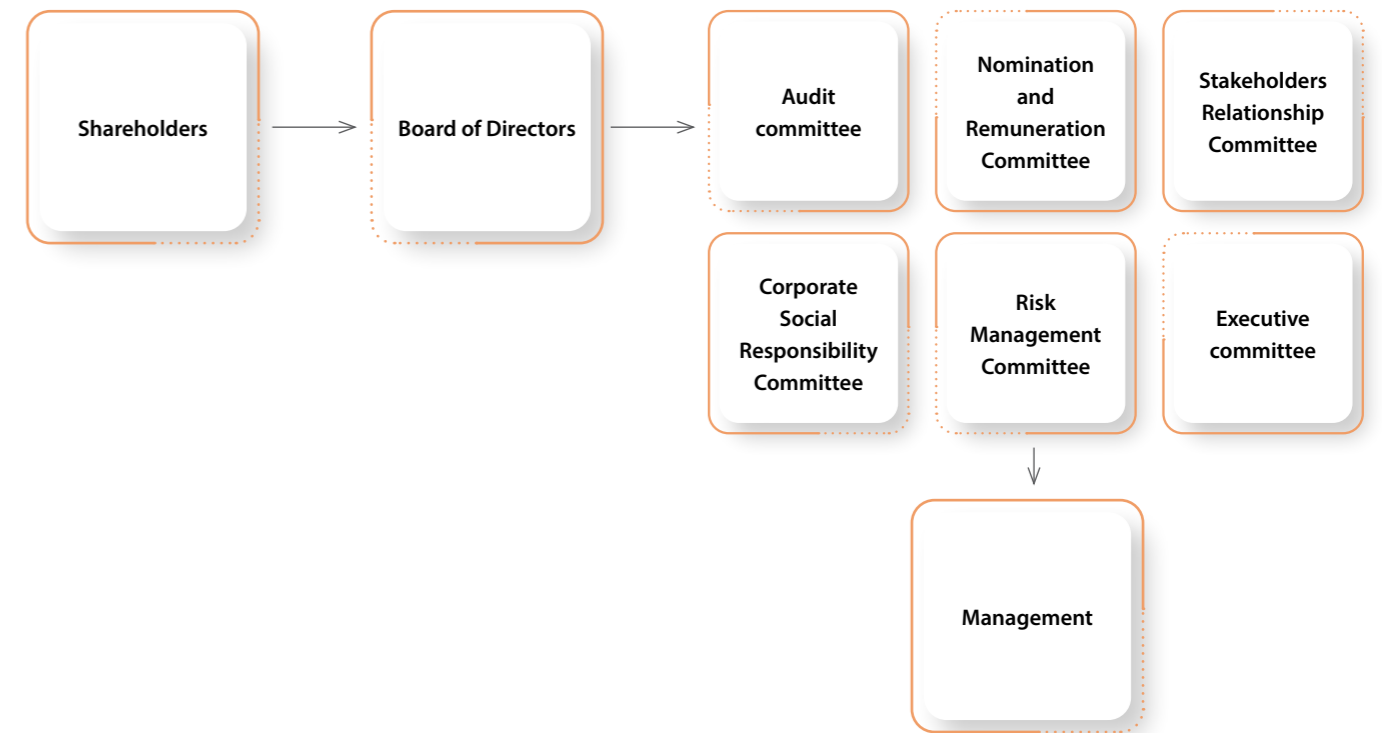 Shareholders
Board of Directors
Audit
committee
Nomination
and
Remuneration
Committee
Stakeholders
Relationship
Committee
Corporate
Social
Responsibility
Committee
Risk
Management
Committee
Executive
committee
Management